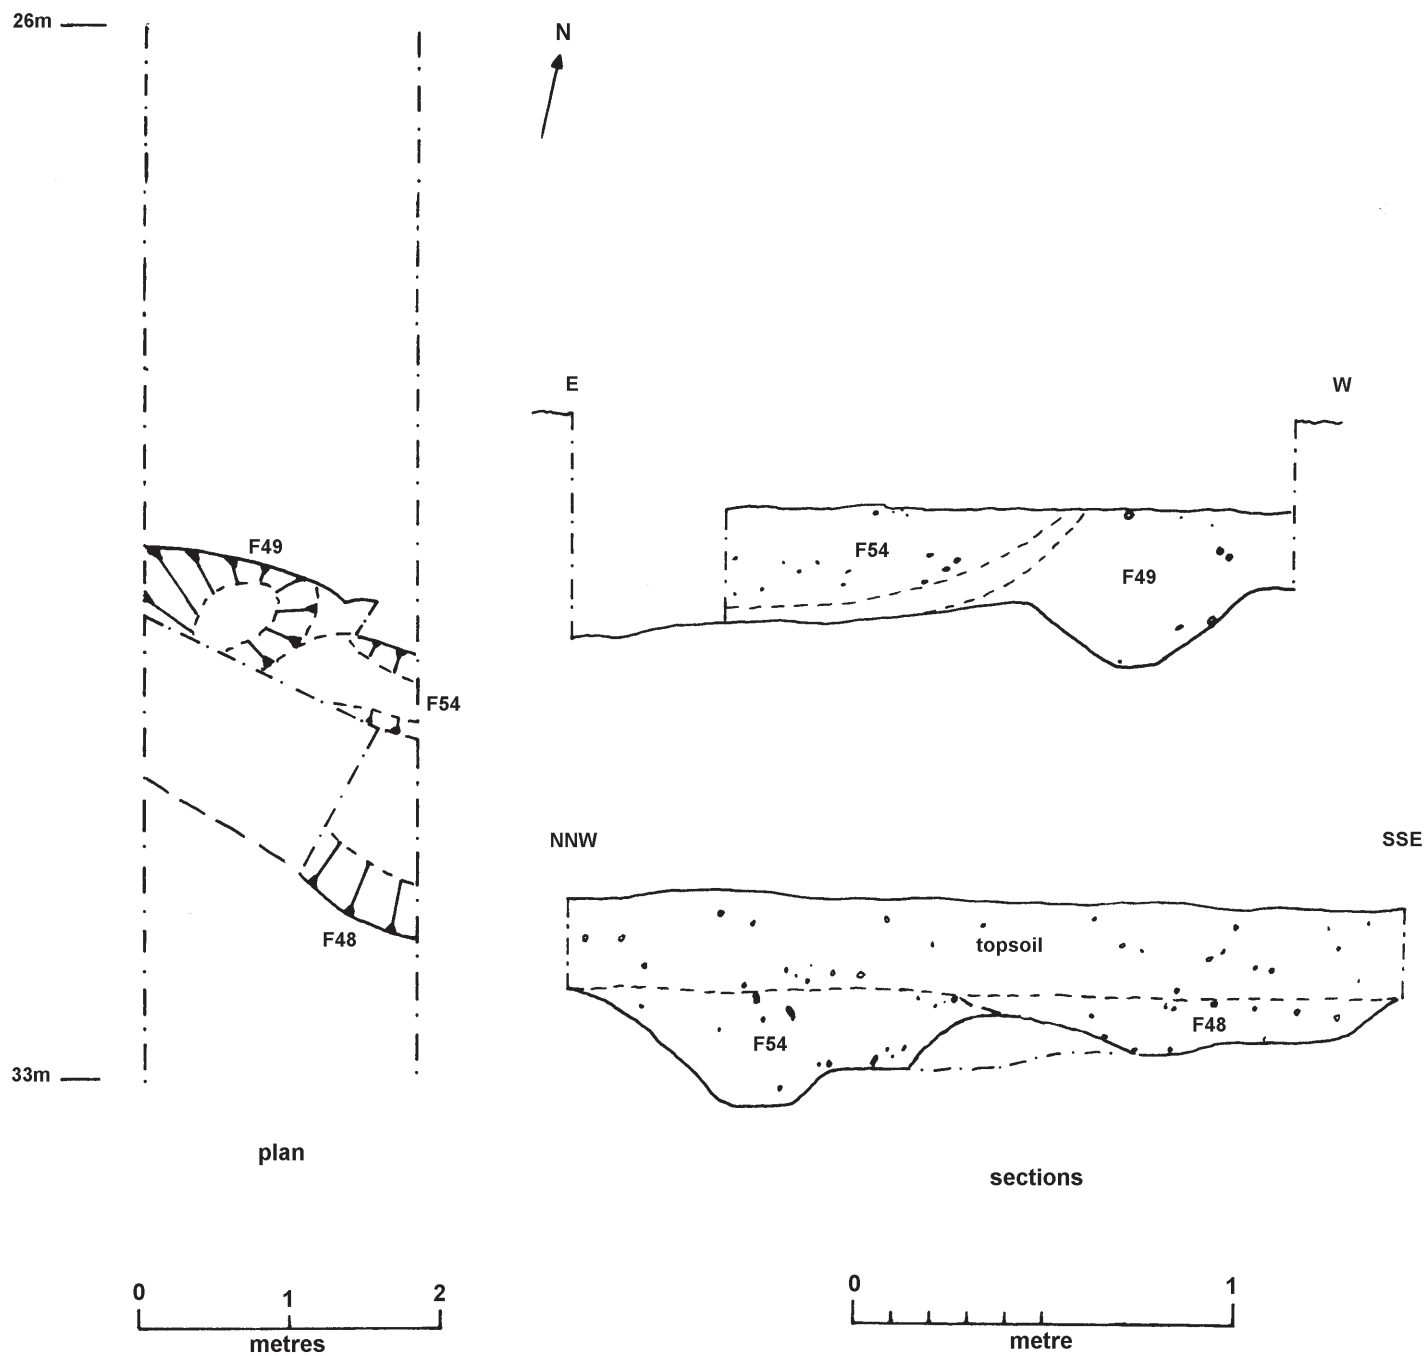 26m
N
E
W
F54
F49
F49
F54
NNW
SSE
topsoil
F48
F54
F48
33m
plan
sections
0 1 2
metres
0 1
metre